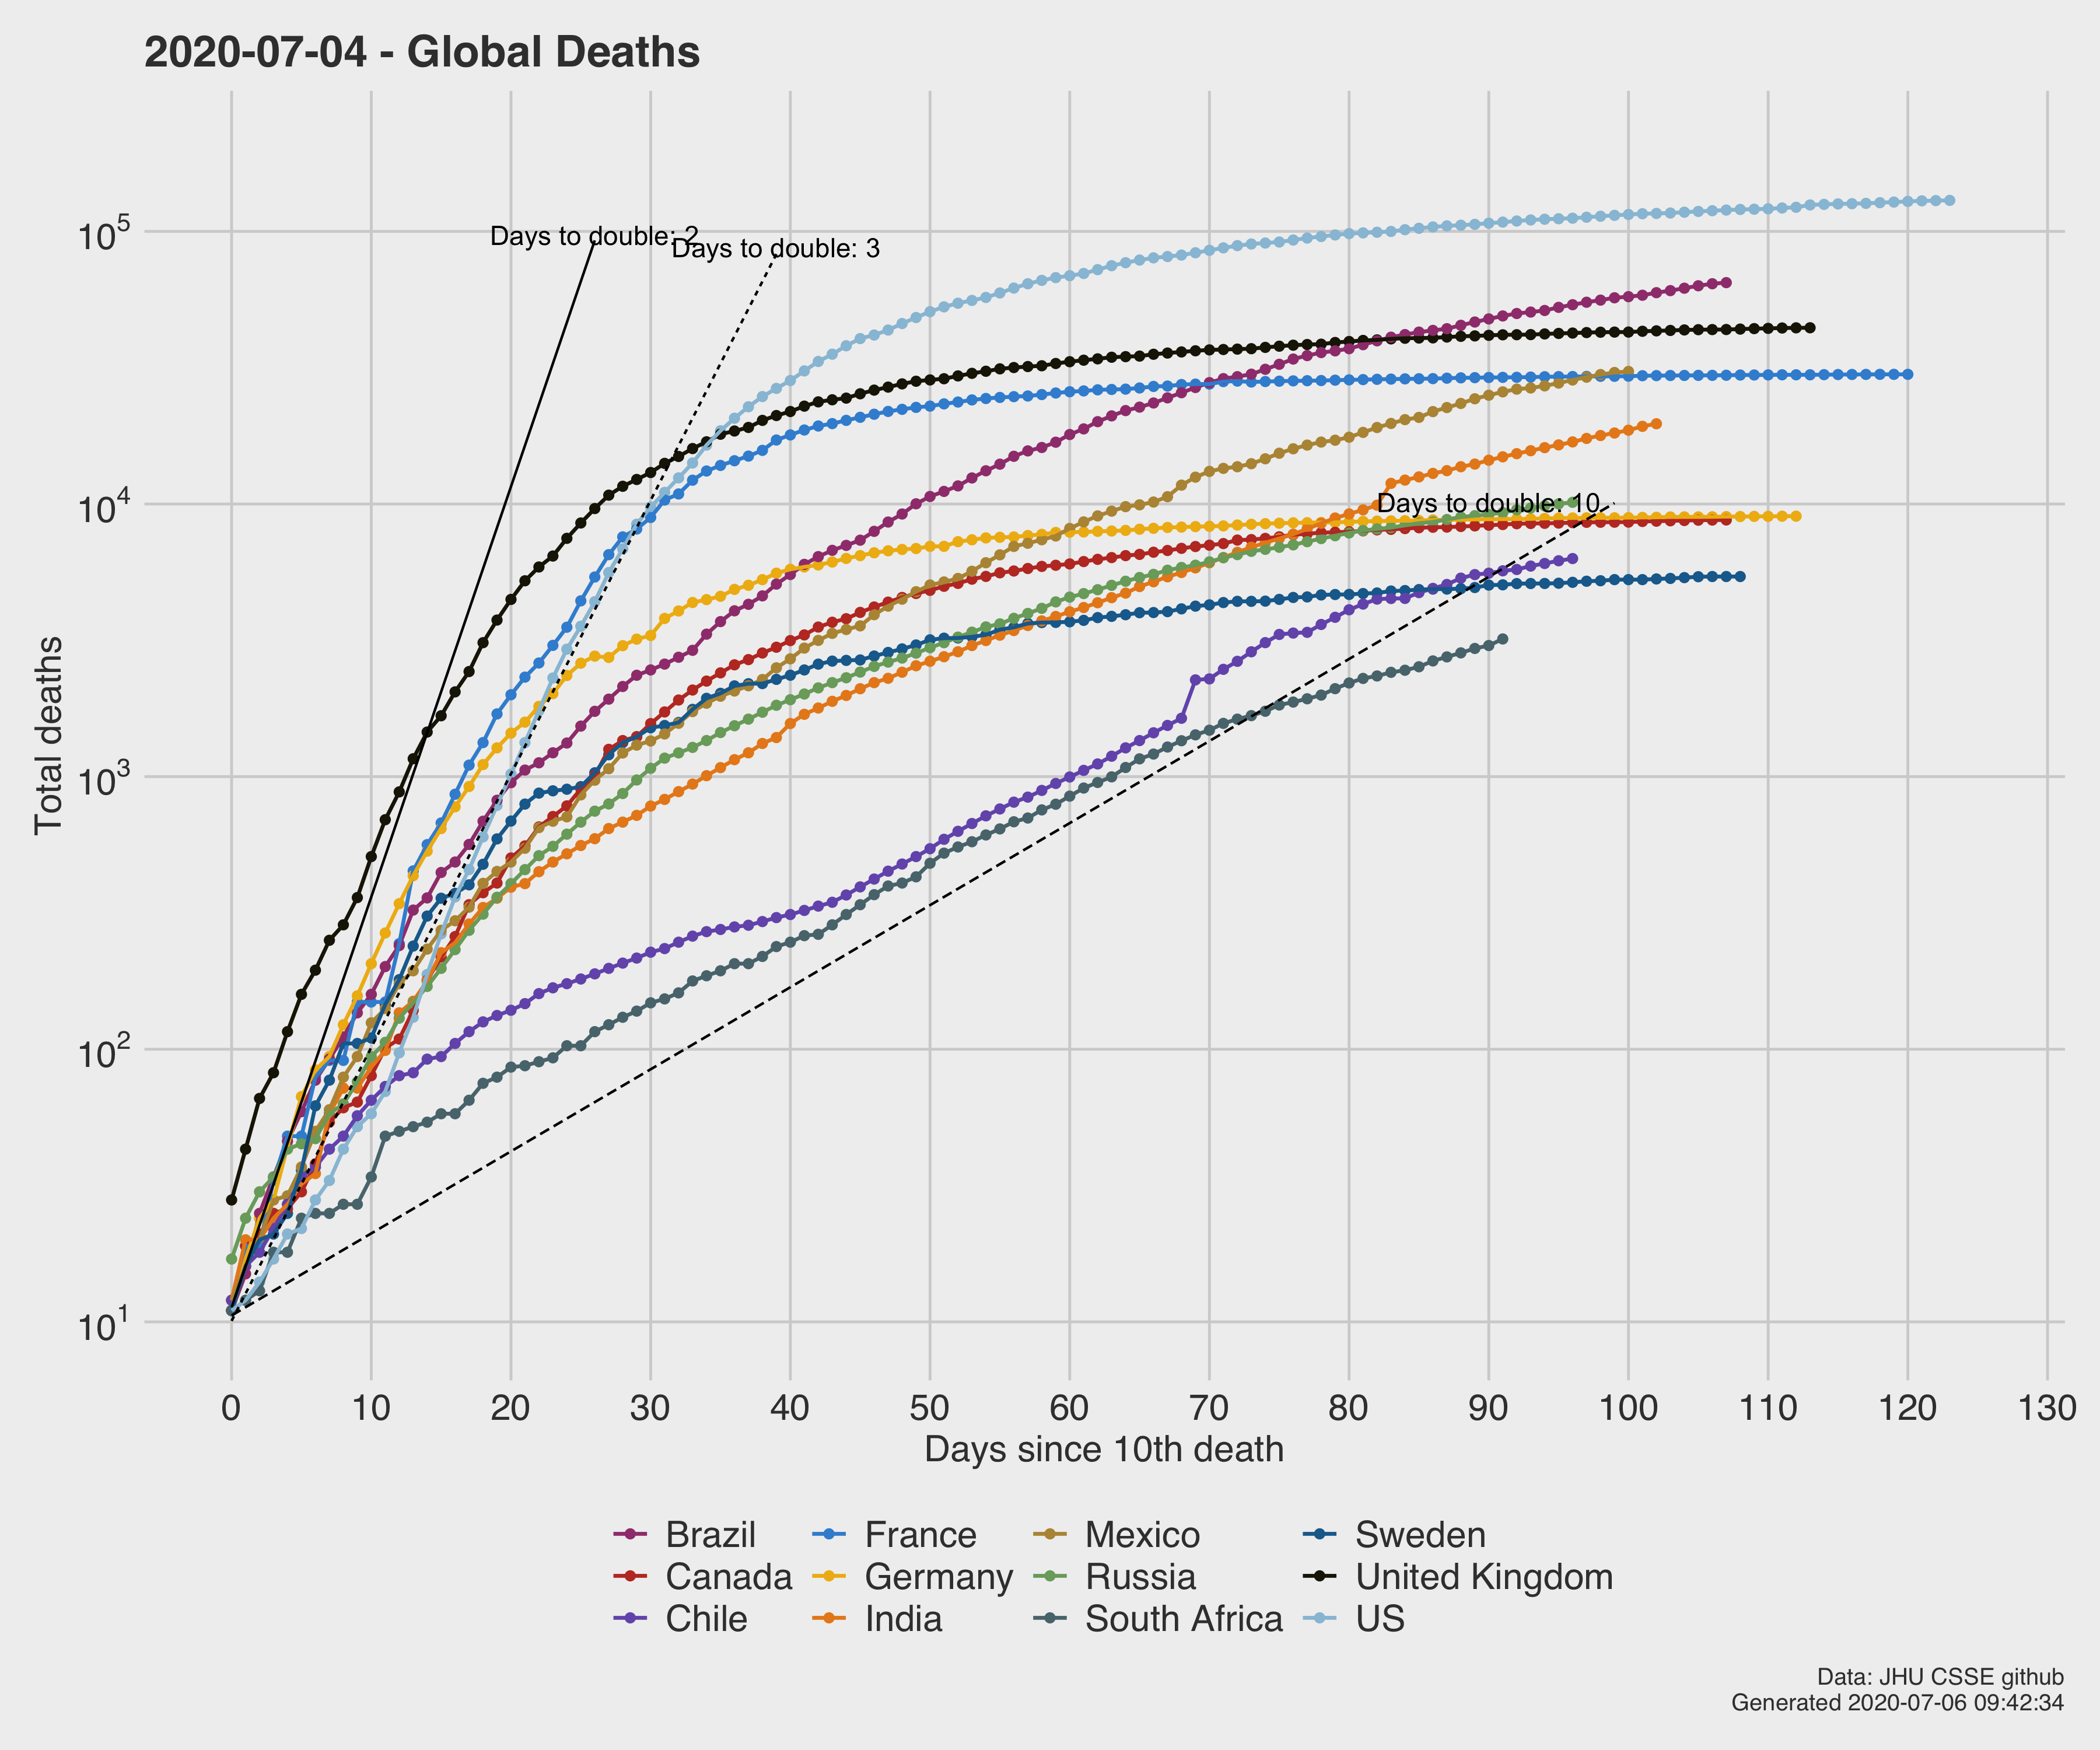 2020-07-04 - Global Deaths
Total deaths
10^5
10^4
10^3
10^2
10^1
Days to double: 2
Days to double: 3
Days to double: 10
0 10 20 30 40 50 60 70 80 90 100 110 120 130
Days since 10th death
Brazil France Mexico Sweden
Canada Germany Russia United Kingdom
Chile India South Africa US
Data: JHU CSSE github
Generated 2020-07-06 09:42:34